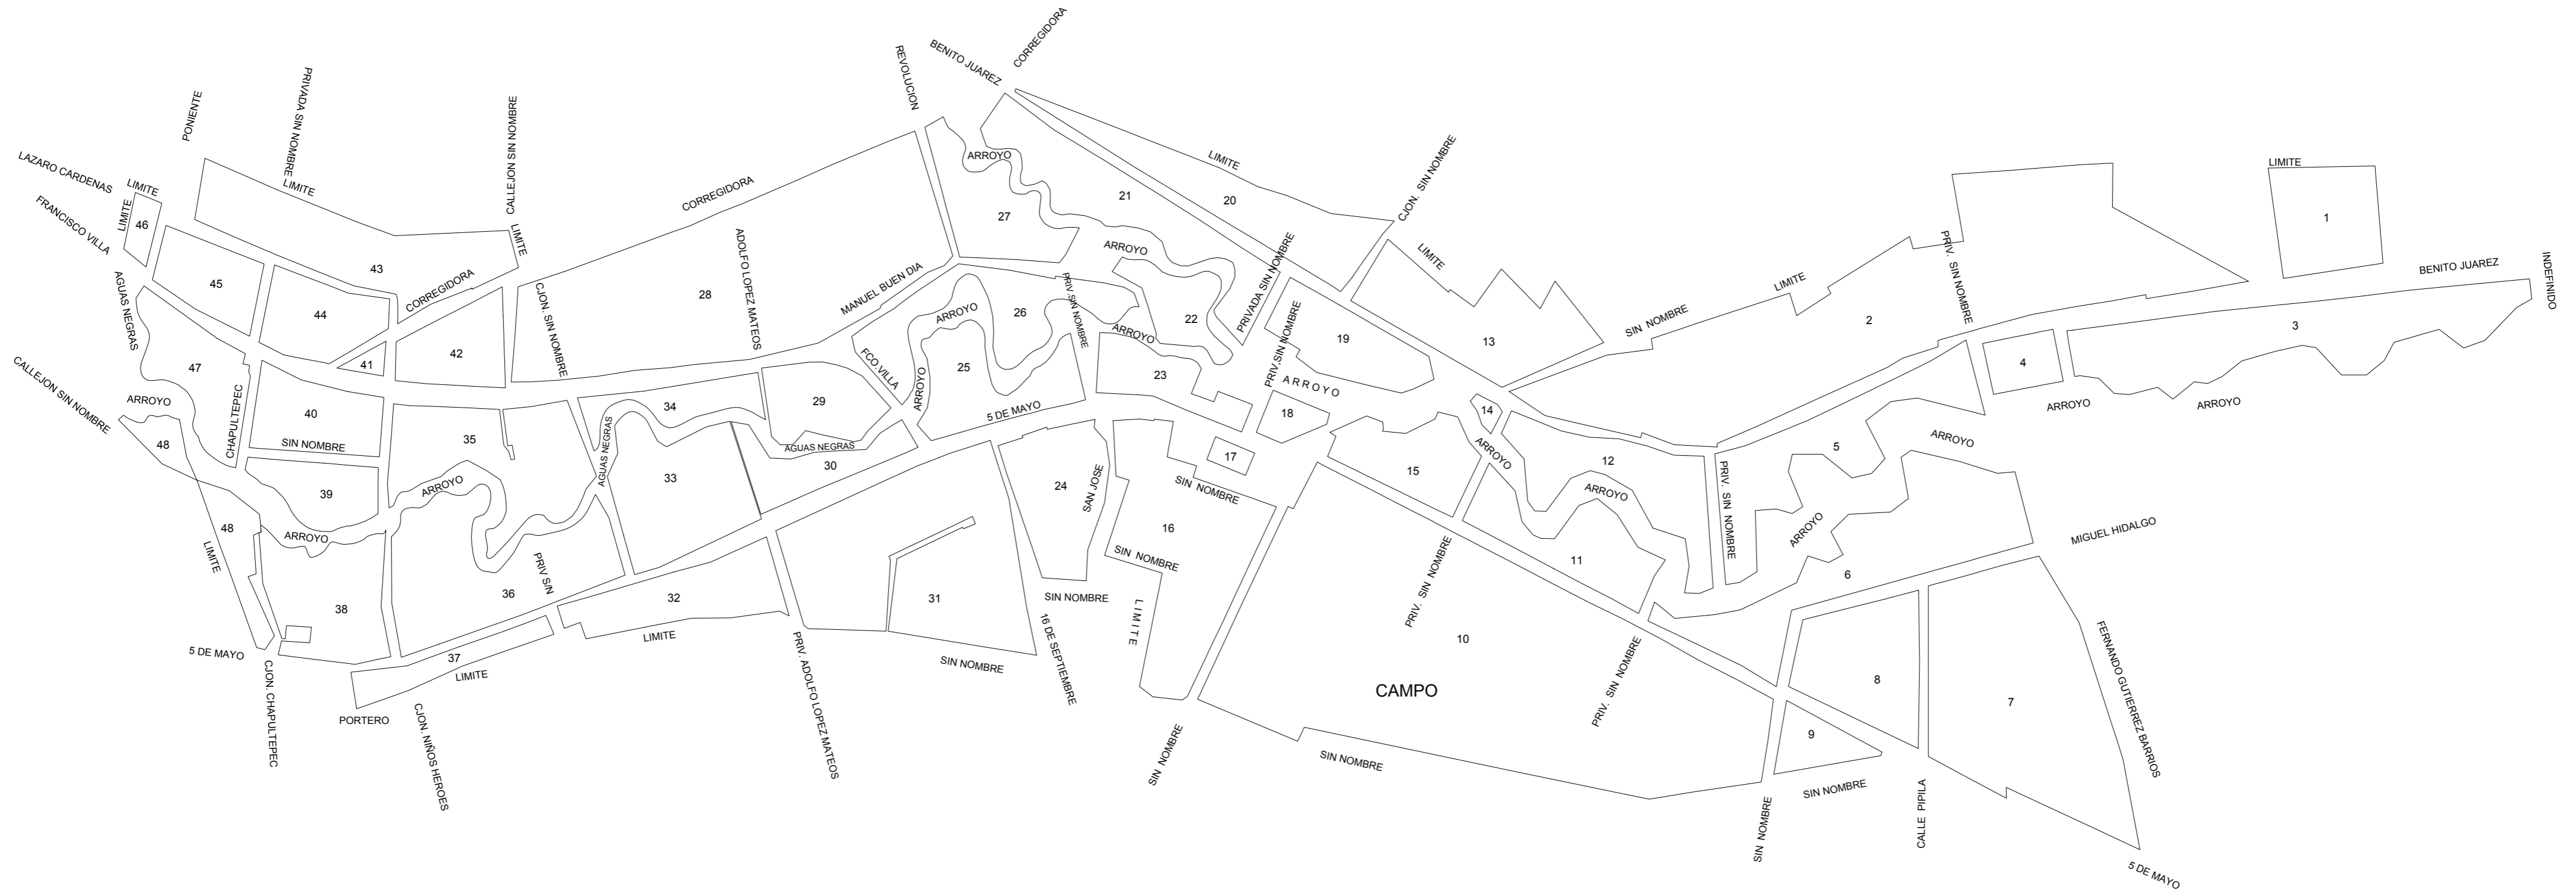 CORREGIDORA
BENITO JUAREZ
REVOLUCION
PRIVADA SIN NOMBRE
PONIENTE
CALLEJON SIN NOMBRE
LAZARO CARDENAS
LIMITE
LIMITE
46
FRANCISCO VILLA
LIMITE
LIMITE
CORREGIDORA
ARROYO
21
27
20
LIMITE
CJON. SIN NOMBRE
LIMITE
1
45
43
44
CORREGIDORA
ADOLFO LOPEZ MATEOS
28
MANUEL BUEN DIA
ARROYO
PRIVADA SIN NOMBRE
LIMITE
SIN NOMBRE
LIMITE
PRIV. SIN NOMBRE
2
BENITO JUAREZ
INDEFINIDO
3
4
AGUAS NEGRAS
CJON. SIN NOMBRE
41
42
47
FCO.VILLA
ARROYO
26
PRIV SIN NOMBRE
ARROYO
22
PRIV. SIN NOMBRE
19
13
CALLEJON SIN NOMBRE
ARROYO
48
CHAPULTEPEC
40
SIN NOMBRE
35
34
29
AGUAS NEGRAS
AGUAS NEGRAS
30
33
ARROYO
25
5 DE MAYO
23
ARROYO
18
17
14
ARROYO
15
12
ARROYO
PRIV. SIN NOMBRE
5
ARROYO
ARROYO
ARROYO
39
ARROYO
ARROYO
48
LIMITE
24
SAN JOSE
SIN NOMBRE
16
SIN NOMBRE
11
ARROYO
6
MIGUEL HIDALGO
38
36
PRIV S/N
32
LIMITE
31
SIN NOMBRE
SIN NOMBRE
LIMITE
16 DE SEPTIEMBRE
PRIV. SIN NOMBRE
10
CAMPO
PRIV. SIN NOMBRE
8
7
FERNANDO GUTIERREZ BARRIOS
5 DE MAYO
37
LIMITE
CJON. CHAPULTEPEC
PORTERO
CJON. NIÑOS HEROES
PRIV. ADOLFO LOPEZ MATEOS
SIN NOMBRE
SIN NOMBRE
9
SIN NOMBRE
SIN NOMBRE
CALLE PIPILA
5 DE MAYO